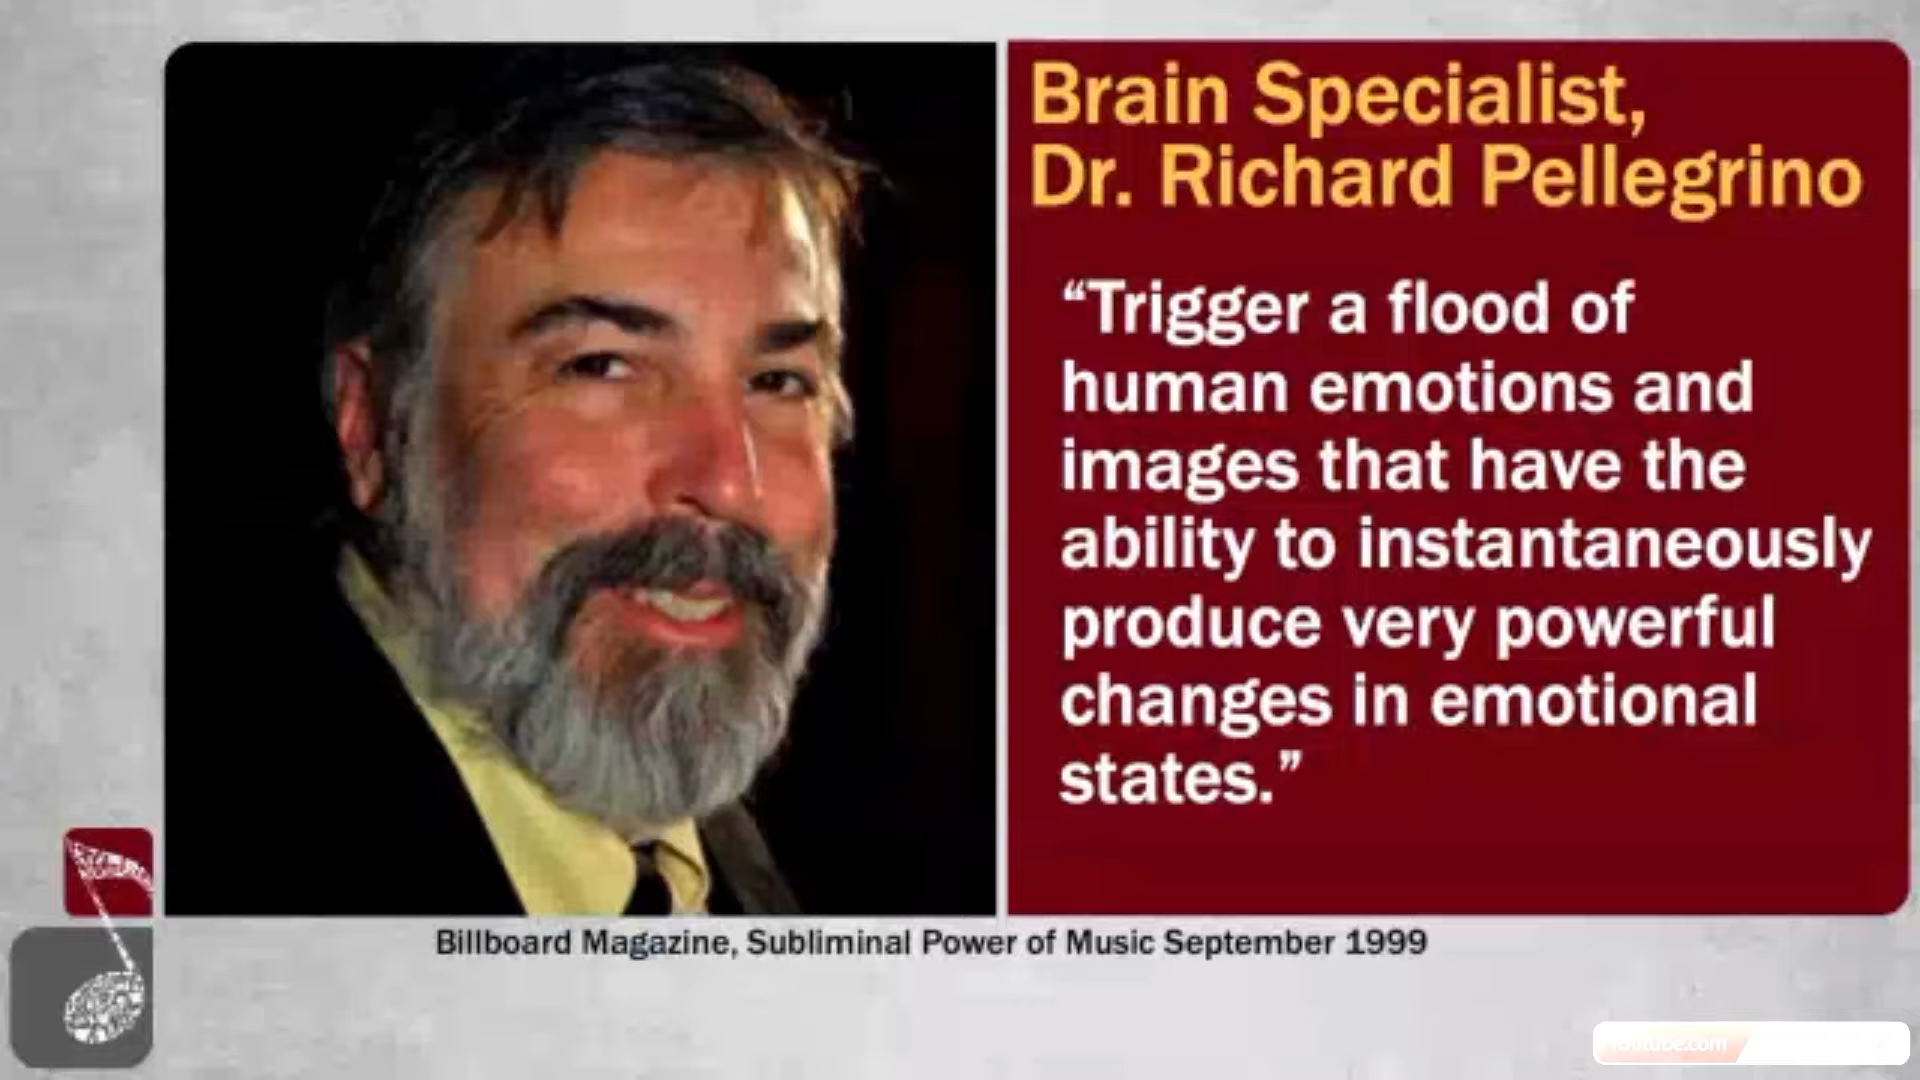 Brain Specialist,
Dr. Richard Pellegrino
“Trigger a flood of
human emotions and
images that have the
ability to instantaneously
produce very powerful
changes in emotional
states.”
Billboard Magazine, Subliminal Power of Music September 1999